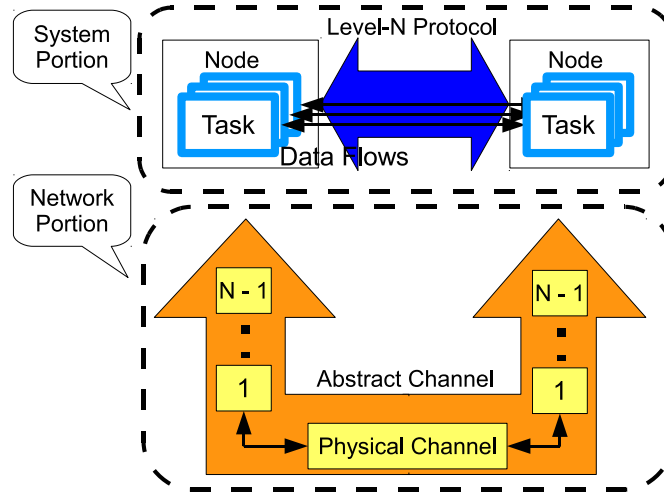 System
Portion
Level-N Protocol
Node
Node
Task
Task
Data Flows
Network
Portion
N - 1
N - 1
1
1
Abstract Channel
Physical Channel